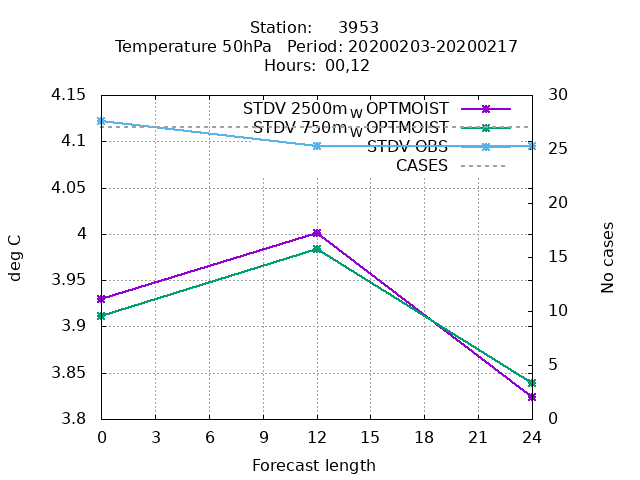 Station: 3953
Temperature 50hPa Period: 20200203-20200217
Hours: 00,12
4.15
4.1
4.05
4
3.95
3.9
3.85
3.8
30
25
20
15
10
5
0
STDV 2500m_W OPTMOIST
STDV 750m_W OPTMOIST
STDV OBS
CASES
deg C
No cases
0 3 6 9 12 15 18 21 24
Forecast length